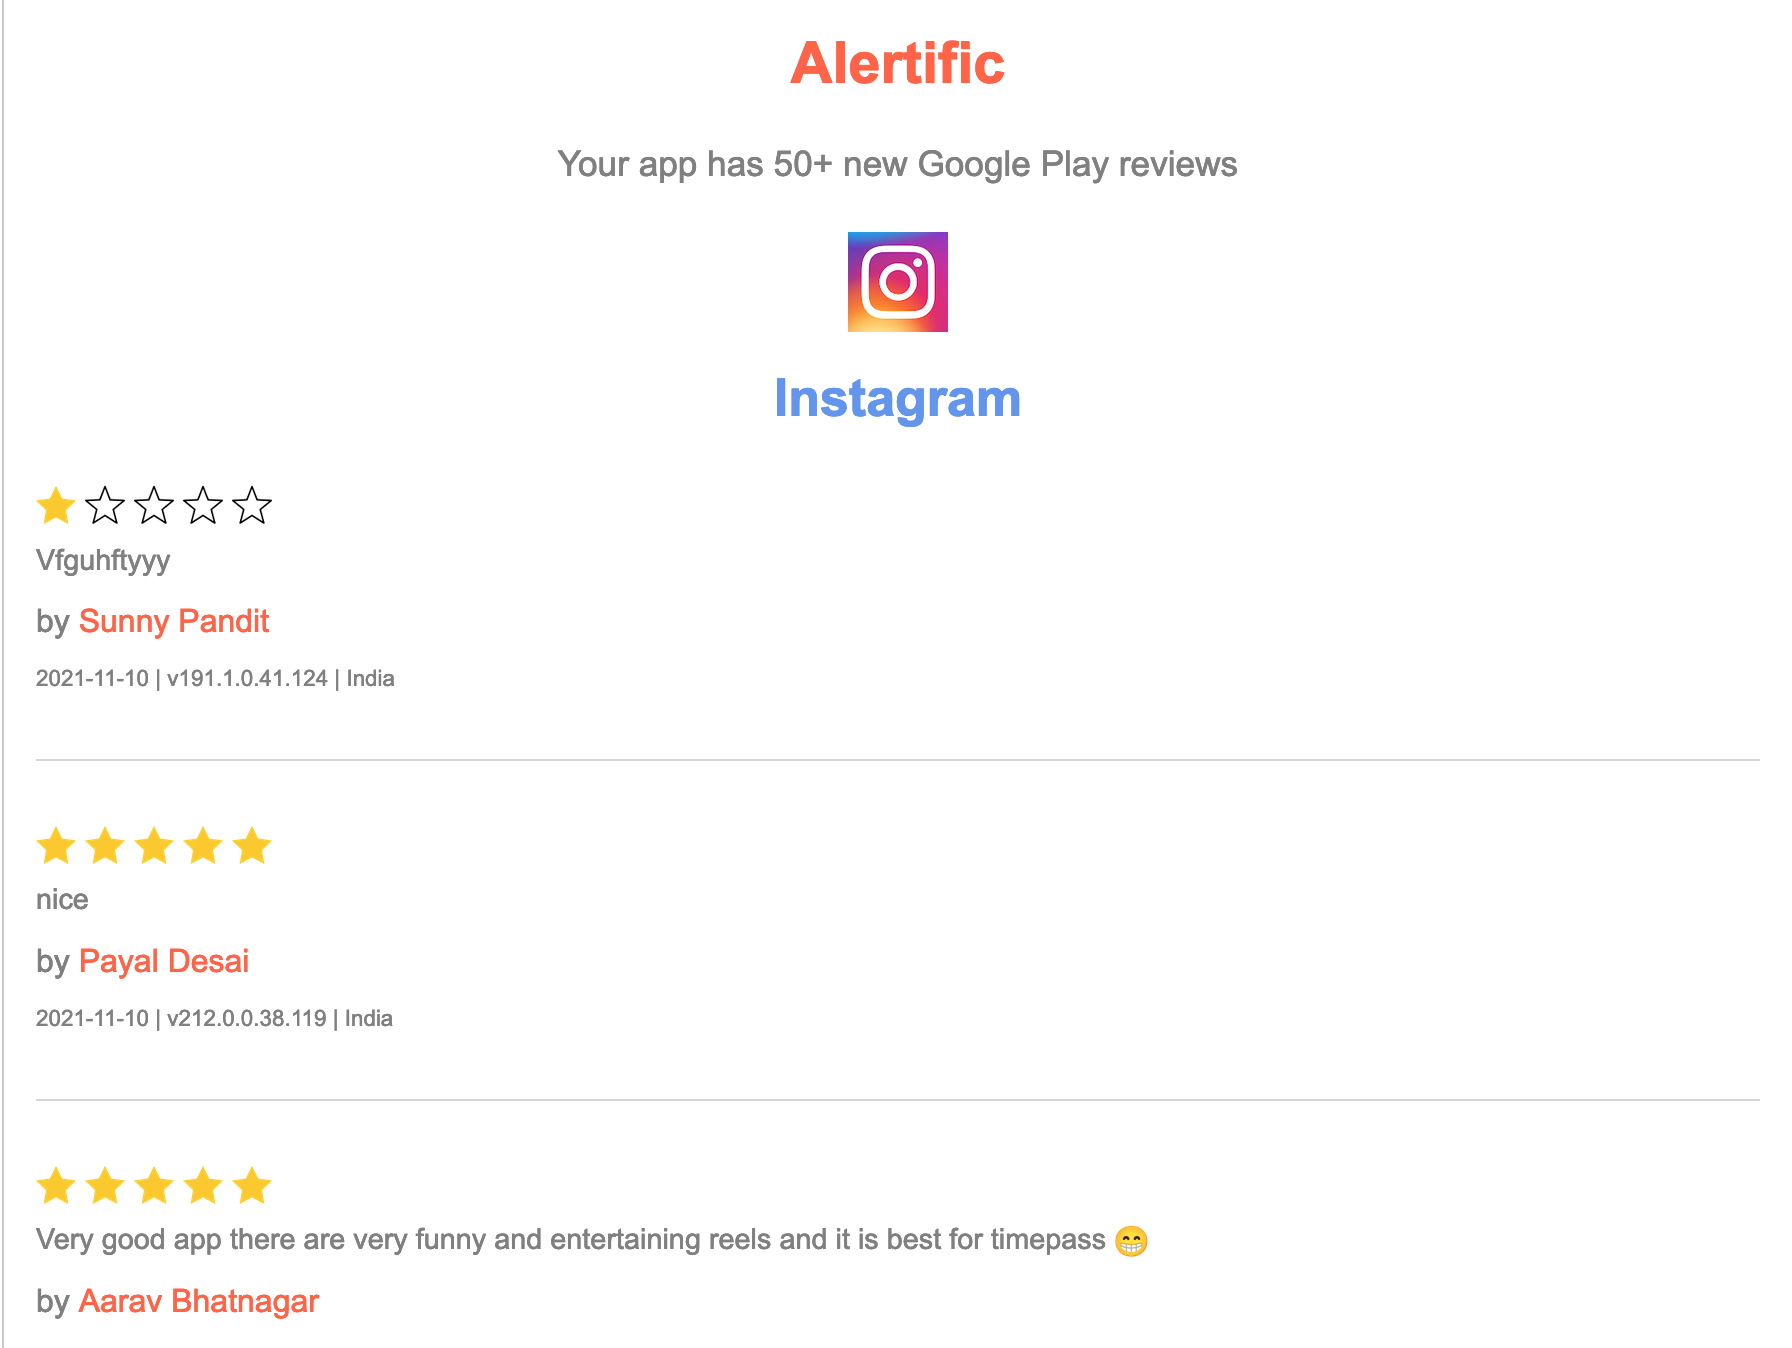 Alertific
Your app has 50+ new Google Play reviews
Instagram
Vfguhftyyy
by Sunny Pandit
2021-11-10 | v191.1.0.41.124 | India
nice
by Payal Desai
2021-11-10 | v212.0.0.38.119 | India
Very good app there are very funny and entertaining reels and it is best for timepass 😁
by Aarav Bhatnagar